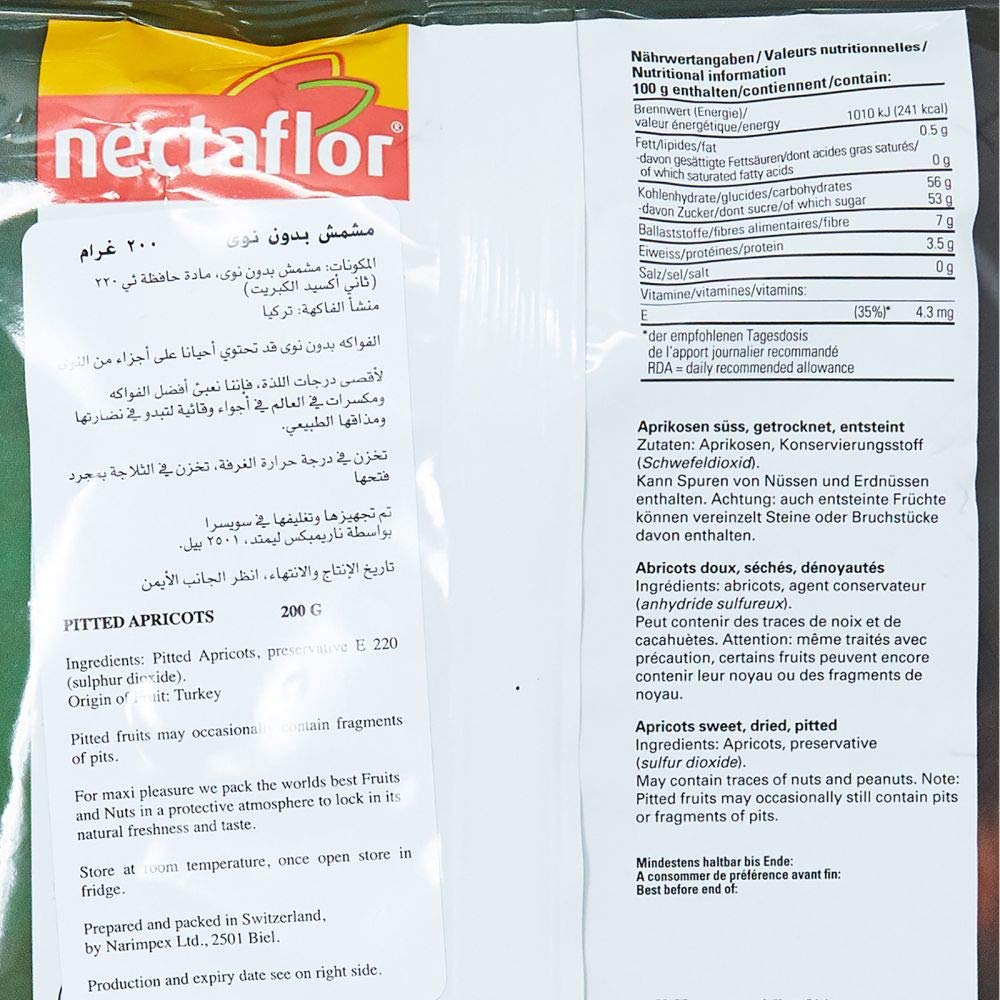 nectaflor®
مشمش بدون نوى ٢٠٠ غرام
المكونات: مشمش بدون نوى، مادة حافظة ئي ٢٢٠
(ثاني أكسيد الكبريت)
منشأ الفاكهة: تركيا
الفواكه بدون نوى قد تحتوي أحيانا على أجزاء من النوى
لأقصى درجات اللذة، فإننا نعبئ أفضل الفواكه
ومكسرات في العالم في أجواء وقائية لتبدو في نضارتها
ومذاقها الطبيعي.
تخزن في درجة حرارة الغرفة، تخزن في الثلاجة بمجرد
فتحها
تم تجهيزها وتغليفها في سويسرا
بواسطة ناريمبكس ليمتد، ٢٥٠١ بيل.
تاريخ الإنتاج والانتهاء، انظر الجانب الأيمن
PITTED APRICOTS 200 G
Ingredients: Pitted Apricots, preservative E 220
(sulphur dioxide).
Origin of Fruit: Turkey
Pitted fruits may occasionally contain fragments
of pits.
For maxi pleasure we pack the worlds best Fruits
and Nuts in a protective atmosphere to lock in its
natural freshness and taste.
Store at room temperature, once open store in
fridge.
Prepared and packed in Switzerland,
by Narimpex Ltd., 2501 Biel.
Production and expiry date see on right side.
Nährwertangaben/Valeurs nutritionnelles/
Nutritional information
100 g enthalten/contiennent/contain:
Brennwert (Energie)/
valeur énergétique/energy 1010 kJ (241 kcal)
Fett/lipides/fat 0.5 g
-davon gesättigte Fettsäuren/dont acides gras saturés/
of which saturated fatty acids 0 g
Kohlenhydrate/glucides/carbohydrates 56 g
-davon Zucker/dont sucre/of which sugar 53 g
Ballaststoffe/fibres alimentaires/fibre 7 g
Eiweiss/protéines/protein 3.5 g
Salz/sel/salt 0 g
Vitamine/vitamines/vitamins:
E (35%)* 4.3 mg
*der empfohlenen Tagesdosis
de l'apport journalier recommandé
RDA = daily recommended allowance
Aprikosen süss, getrocknet, entsteint
Zutaten: Aprikosen, Konservierungsstoff
(Schwefeldioxid).
Kann Spuren von Nüssen und Erdnüssen
enthalten. Achtung: auch entsteinte Früchte
können vereinzelt Steine oder Bruchstücke
davon enthalten.
Abricots doux, séchés, dénoyautés
Ingrédients: abricots, agent conservateur
(anhydride sulfureux).
Peut contenir des traces de noix et de
cacahuètes. Attention: même traités avec
précaution, certains fruits peuvent encore
contenir leur noyau ou des fragments de
noyau.
Apricots sweet, dried, pitted
Ingredients: Apricots, preservative
(sulfur dioxide).
May contain traces of nuts and peanuts. Note:
Pitted fruits may occasionally still contain pits
or fragments of pits.
Mindestens haltbar bis Ende:
A consommer de préférence avant fin:
Best before end of: